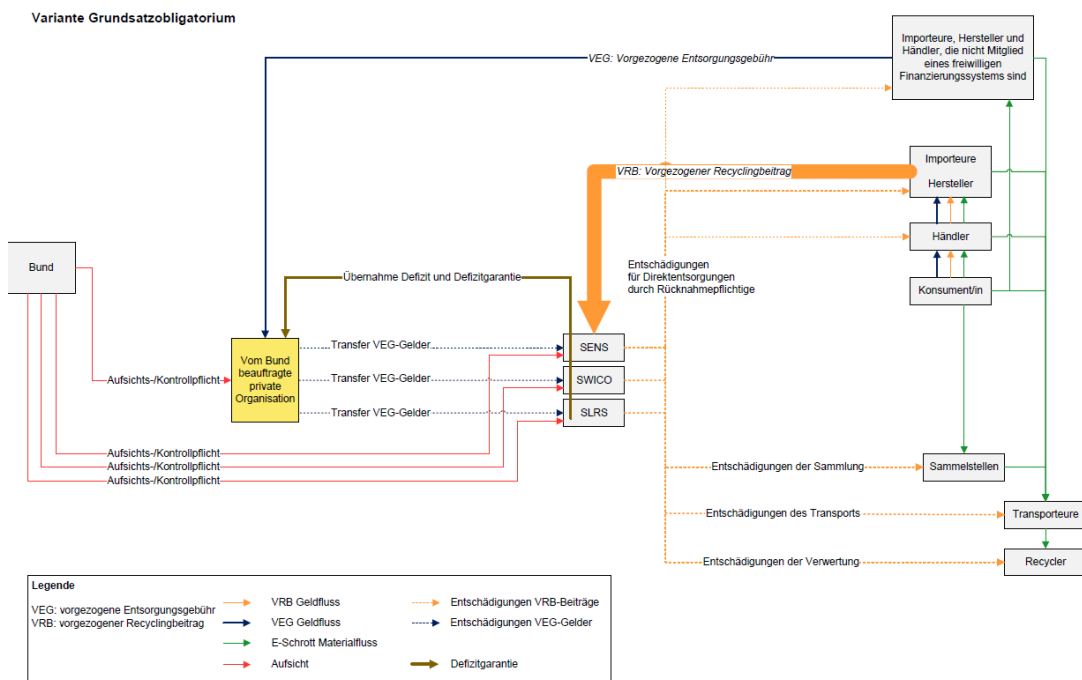 Variante Grundsatzobligatorium
Importeure, Hersteller und
Händler, die nicht Mitglied
eines freiwilligen
Finanzierungssystems sind
VEG: Vorgezogene Entsorgungsgebühr
VRB: Vorgezogener Recyclingbeitrag
Importeure
Hersteller
Händler
Konsument/in
Bund
Entschädigungen
für Direktentsorgungen
durch Rücknahmepflichtige
Übernahme Defizit und Defizitgarantie
Vom Bund
beauftragte
private
Organisation
Transfer VEG-Gelder
Transfer VEG-Gelder
Transfer VEG-Gelder
SENS
SWICO
SLRS
Aufsichts-/Kontrollpflicht
Aufsichts-/Kontrollpflicht
Aufsichts-/Kontrollpflicht
Aufsichts-/Kontrollpflicht
Entschädigungen der Sammlung
Sammelstellen
Entschädigungen des Transports
Transporteure
Entschädigungen der Verwertung
Recycler
Legende
VEG: vorgezogene Entsorgungsgebühr
VRB: vorgezogener Recyclingbeitrag
VRB Geldfluss
VEG Geldfluss
E-Schrott Materialfluss
Aufsicht
Entschädigungen VRB-Beiträge
Entschädigungen VEG-Gelder
Defizitgarantie